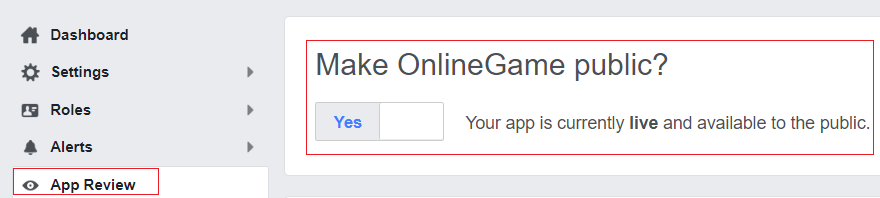 Dashboard
Settings
Roles
Alerts
App Review
Make OnlineGame public?
Yes
Your app is currently live and available to the public.